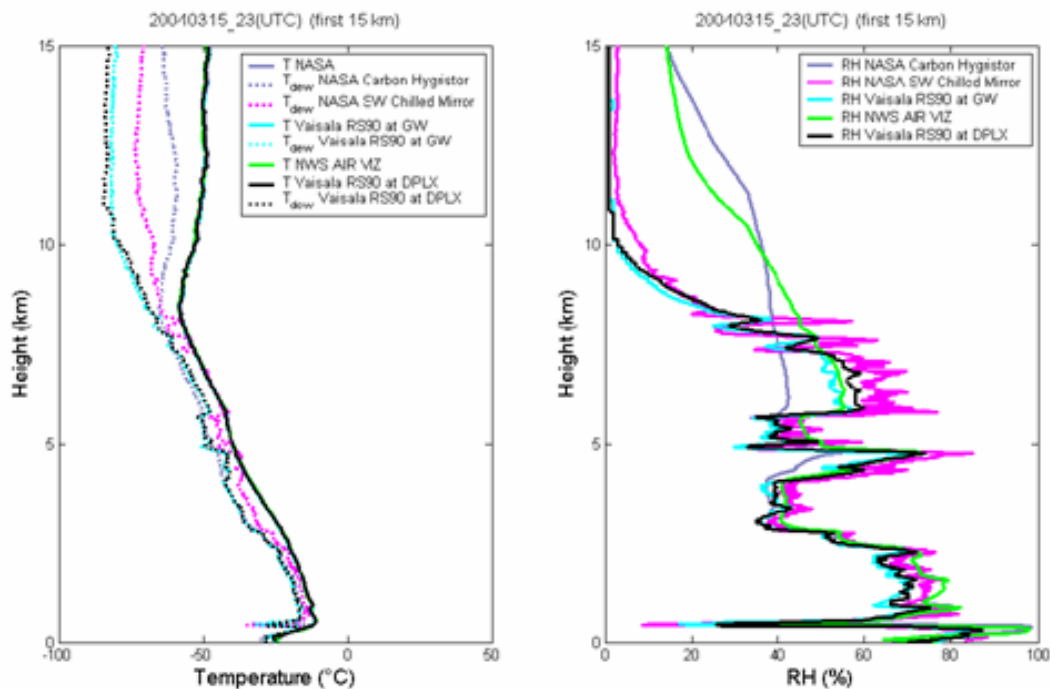 20040315_23(UTC) (first 15 km)
15
10
5
0
-100
-50
0
50
Height (km)
Temperature (°C)
T NASA
Tdew NASA Carbon Hygristor
Tdew NASA SW Chilled Mirror
T Vaisala RS90 at GW
Tdew Vaisala RS90 at GW
T NWS AIR VIZ
T Vaisala RS90 at DPLX
Tdew Vaisala RS90 at DPLX
20040315_23(UTC) (first 15 km)
15
10
5
0
0
20
40
60
80
100
Height (km)
RH (%)
RH NASA Carbon Hygristor
RH NASA SW Chilled Mirror
RH Vaisala RS90 at GW
RH NWS AIR VIZ
RH Vaisala RS90 at DPLX